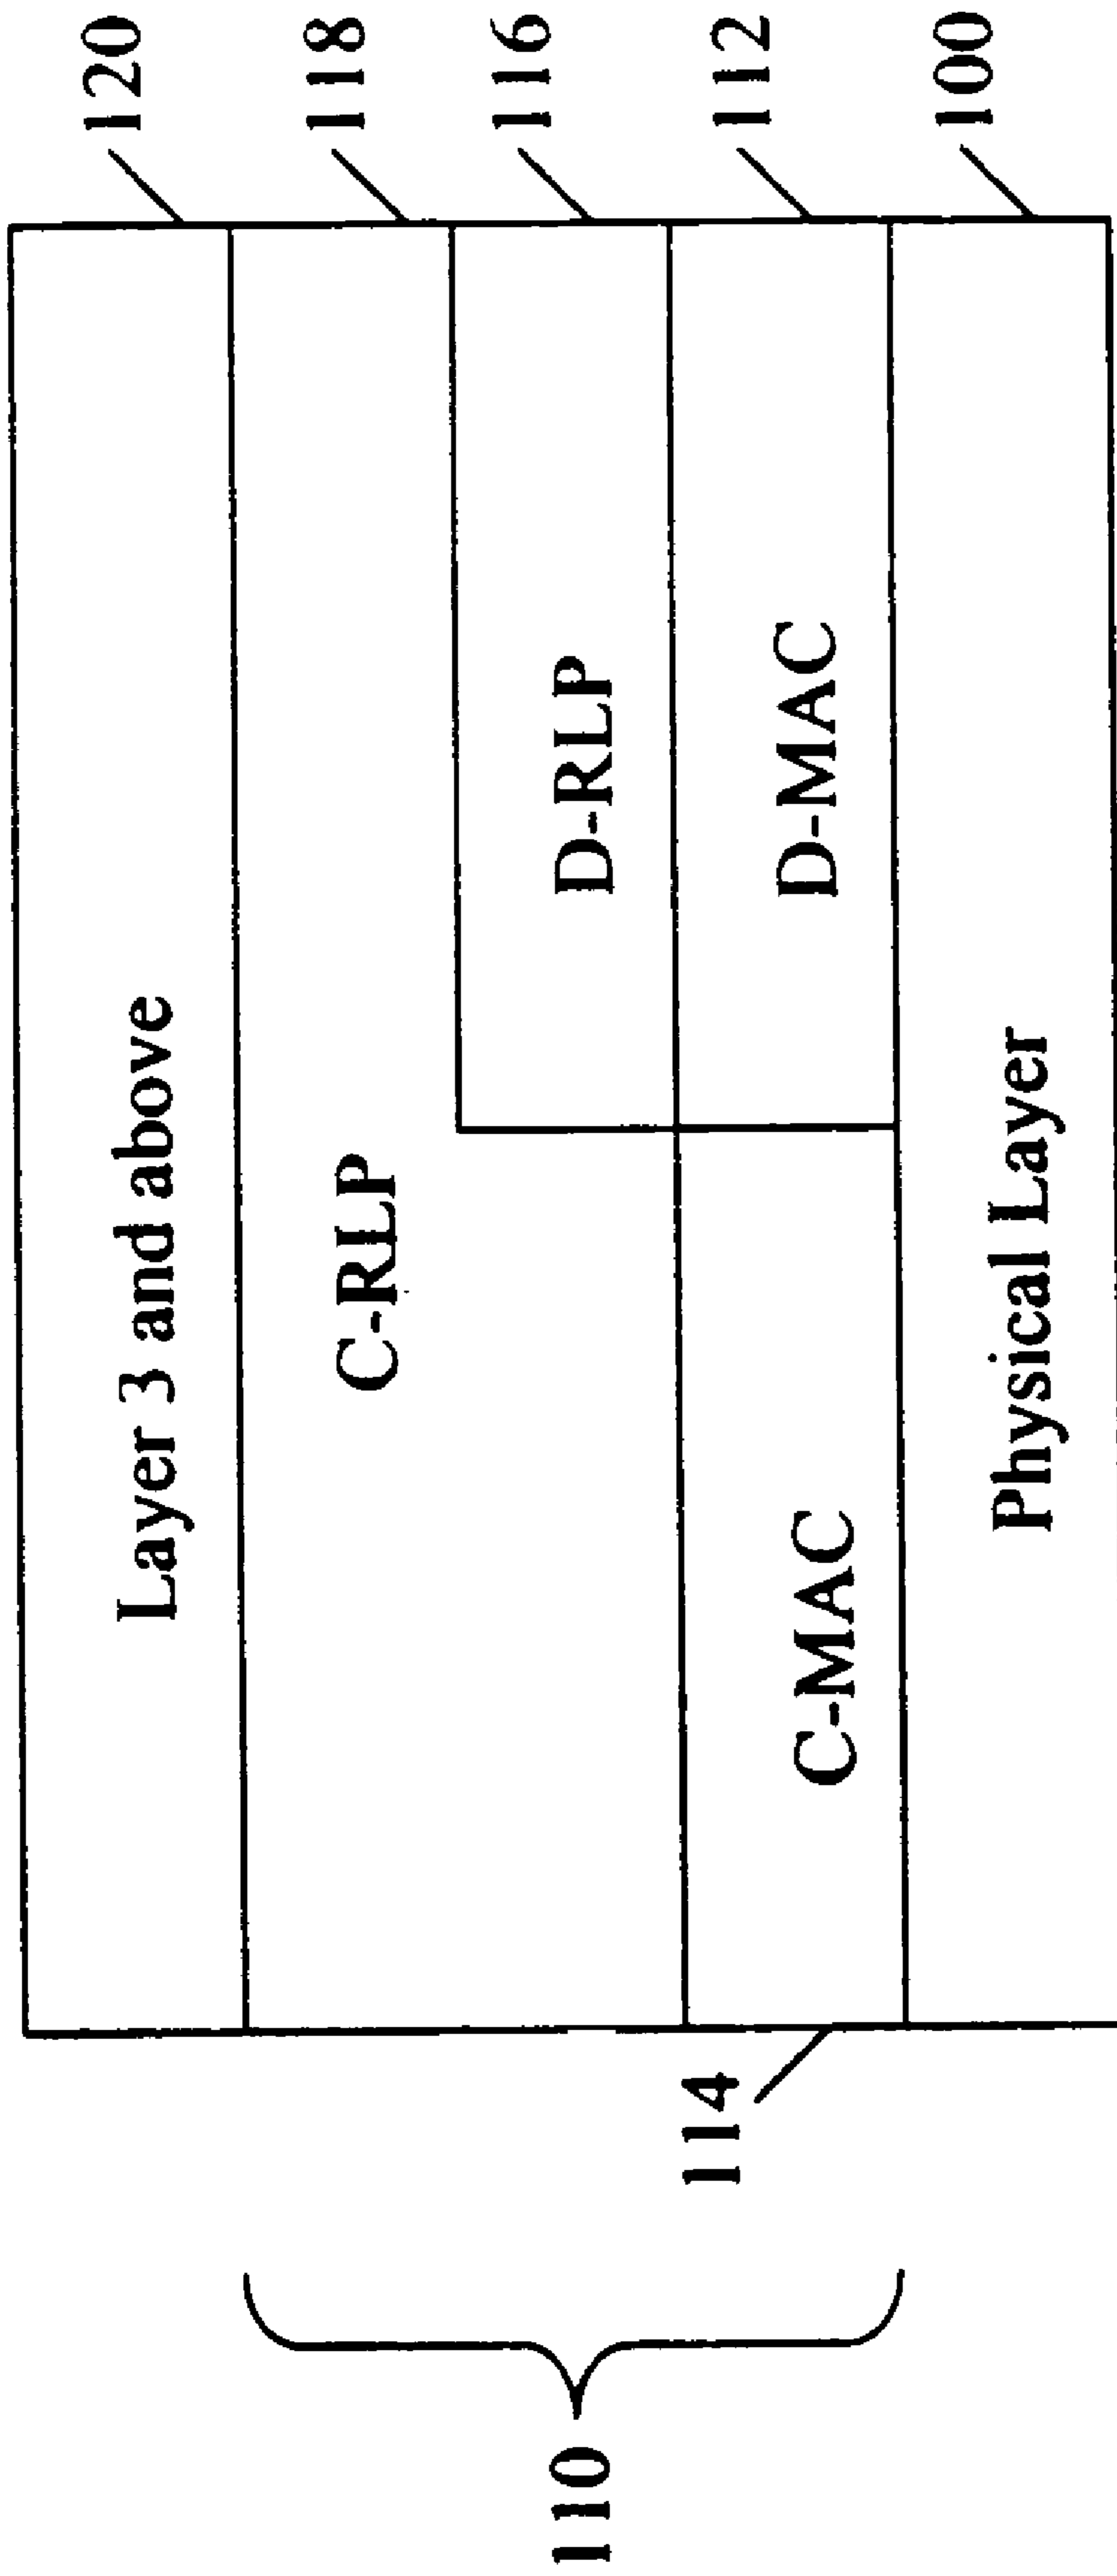 Layer 3 and above
120
C-RLP
118
D-RLP
116
110
114
C-MAC
D-MAC
112
Physical Layer
100